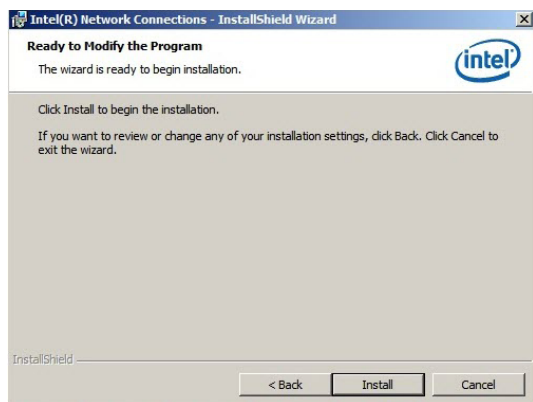 Intel(R) Network Connections - InstallShield Wizard
Ready to Modify the Program
The wizard is ready to begin installation.
intel
Click Install to begin the installation.
If you want to review or change any of your installation settings, click Back. Click Cancel to
exit the wizard.
InstallShield
< Back
Install
Cancel